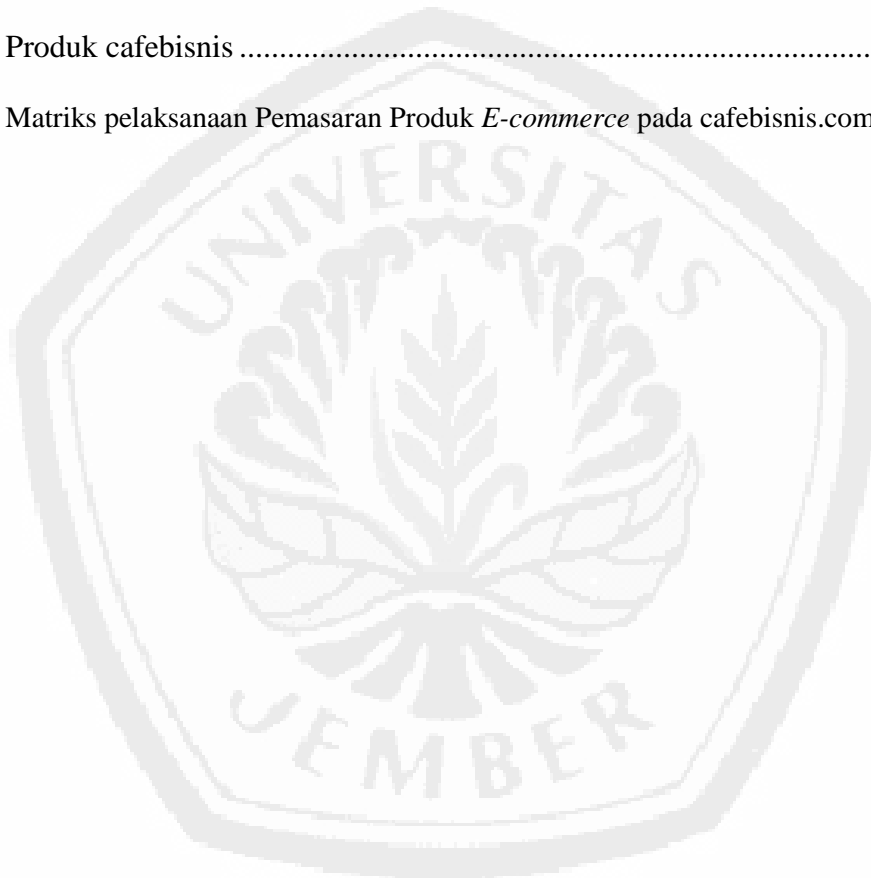 Produk cafebisnis ....................................................................
Matriks pelaksanaan Pemasaran Produk E-commerce pada cafebisnis.com
UNIVERSITAS
JEMBER